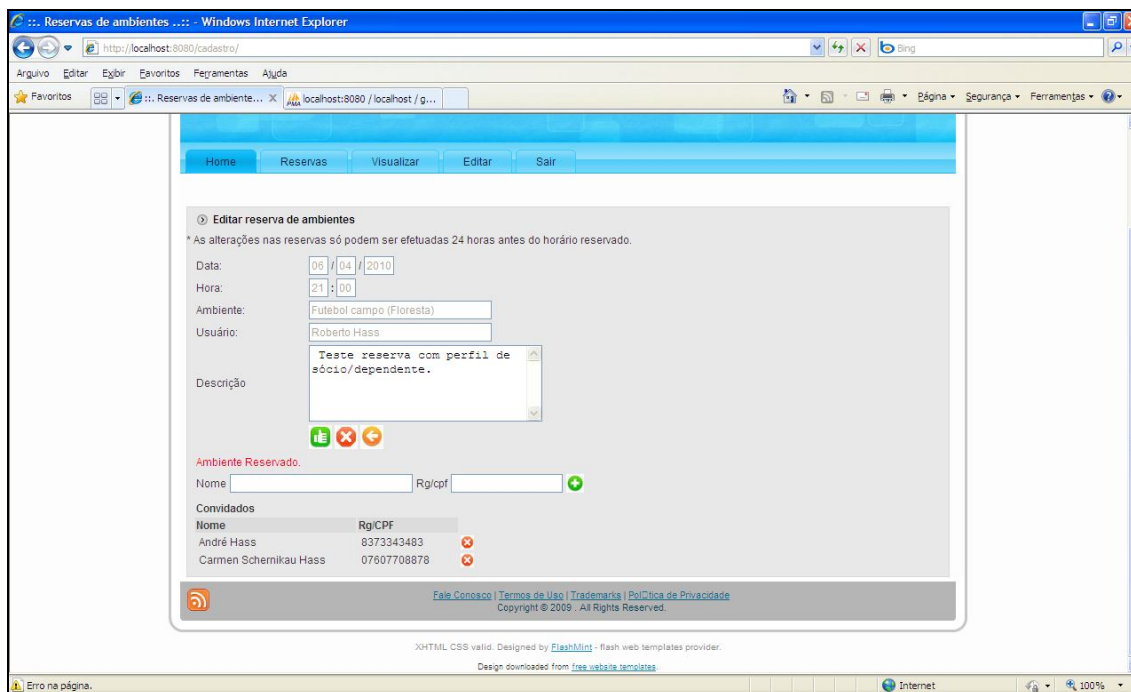 ::. Reservas de ambientes ..:: - Windows Internet Explorer
http://localhost:8080/cadastro/
Bing
Arquivo Editar Exibir Favoritos Ferramentas Ajuda
Favoritos ::. Reservas de ambiente... X localhost:8080 / localhost / g... Página Segurança Ferramentas
Home Reservas Visualizar Editar Sair
Editar reserva de ambientes
* As alterações nas reservas só podem ser efetuadas 24 horas antes do horário reservado.
Data: 06 / 04 / 2010
Hora: 21 : 00
Ambiente: Futebol campo (Floresta)
Usuário: Roberto Hass
Teste reserva com perfil de
sócio/dependente.
Descrição
Ambiente Reservado.
Nome Rg/cpf
Convidados
Nome Rg/CPF
André Hass 8373343483
Carmen Schernikau Hass 07607708878
Fale Conosco | Termos de Uso | Trademarks | Pol□tica de Privacidade
Copyright © 2009 . All Rights Reserved.
XHTML CSS valid. Designed by FlashMint - flash web templates provider.
Design downloaded from free website templates.
Erro na página. Internet 100%